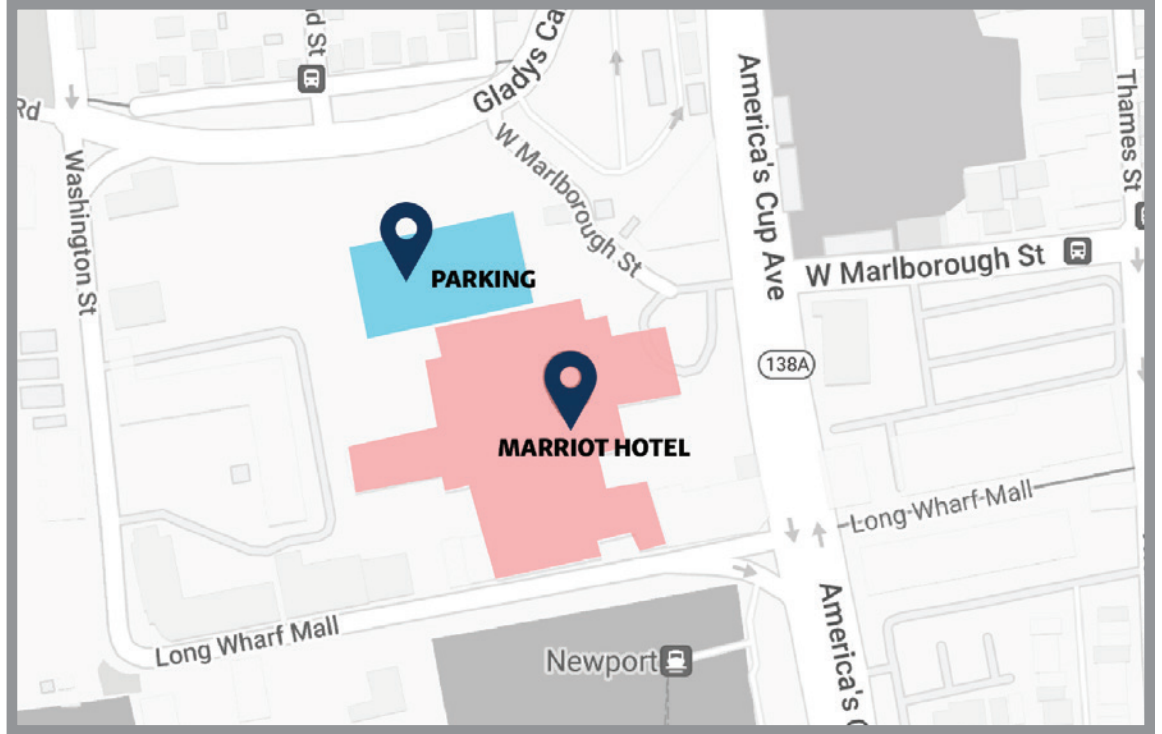 d St
Gladys Ca
Rd
W Marlborough St
America's Cup Ave
Thames St
Washington St
PARKING
W Marlborough St
138A
MARRIOT HOTEL
Long Wharf Mall
Long Wharf Mall
America's C
Newport